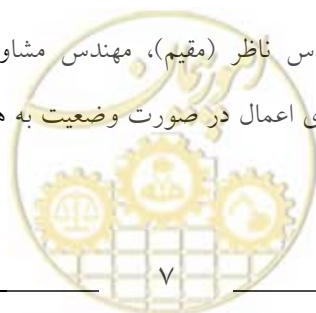 س ناظر (مقیم)، مهندس مشاو
ی اعمال در صورت وضعیت به ه
۷